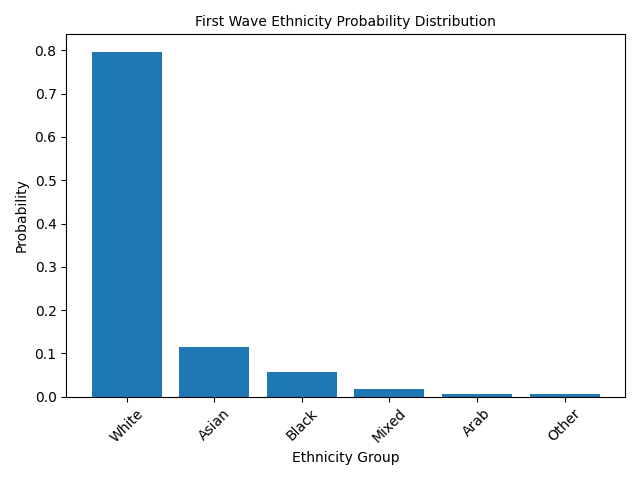 First Wave Ethnicity Probability Distribution
0.8
0.7
0.6
0.5
0.4
0.3
0.2
0.1
0.0
Probability
White
Asian
Black
Mixed
Arab
Other
Ethnicity Group